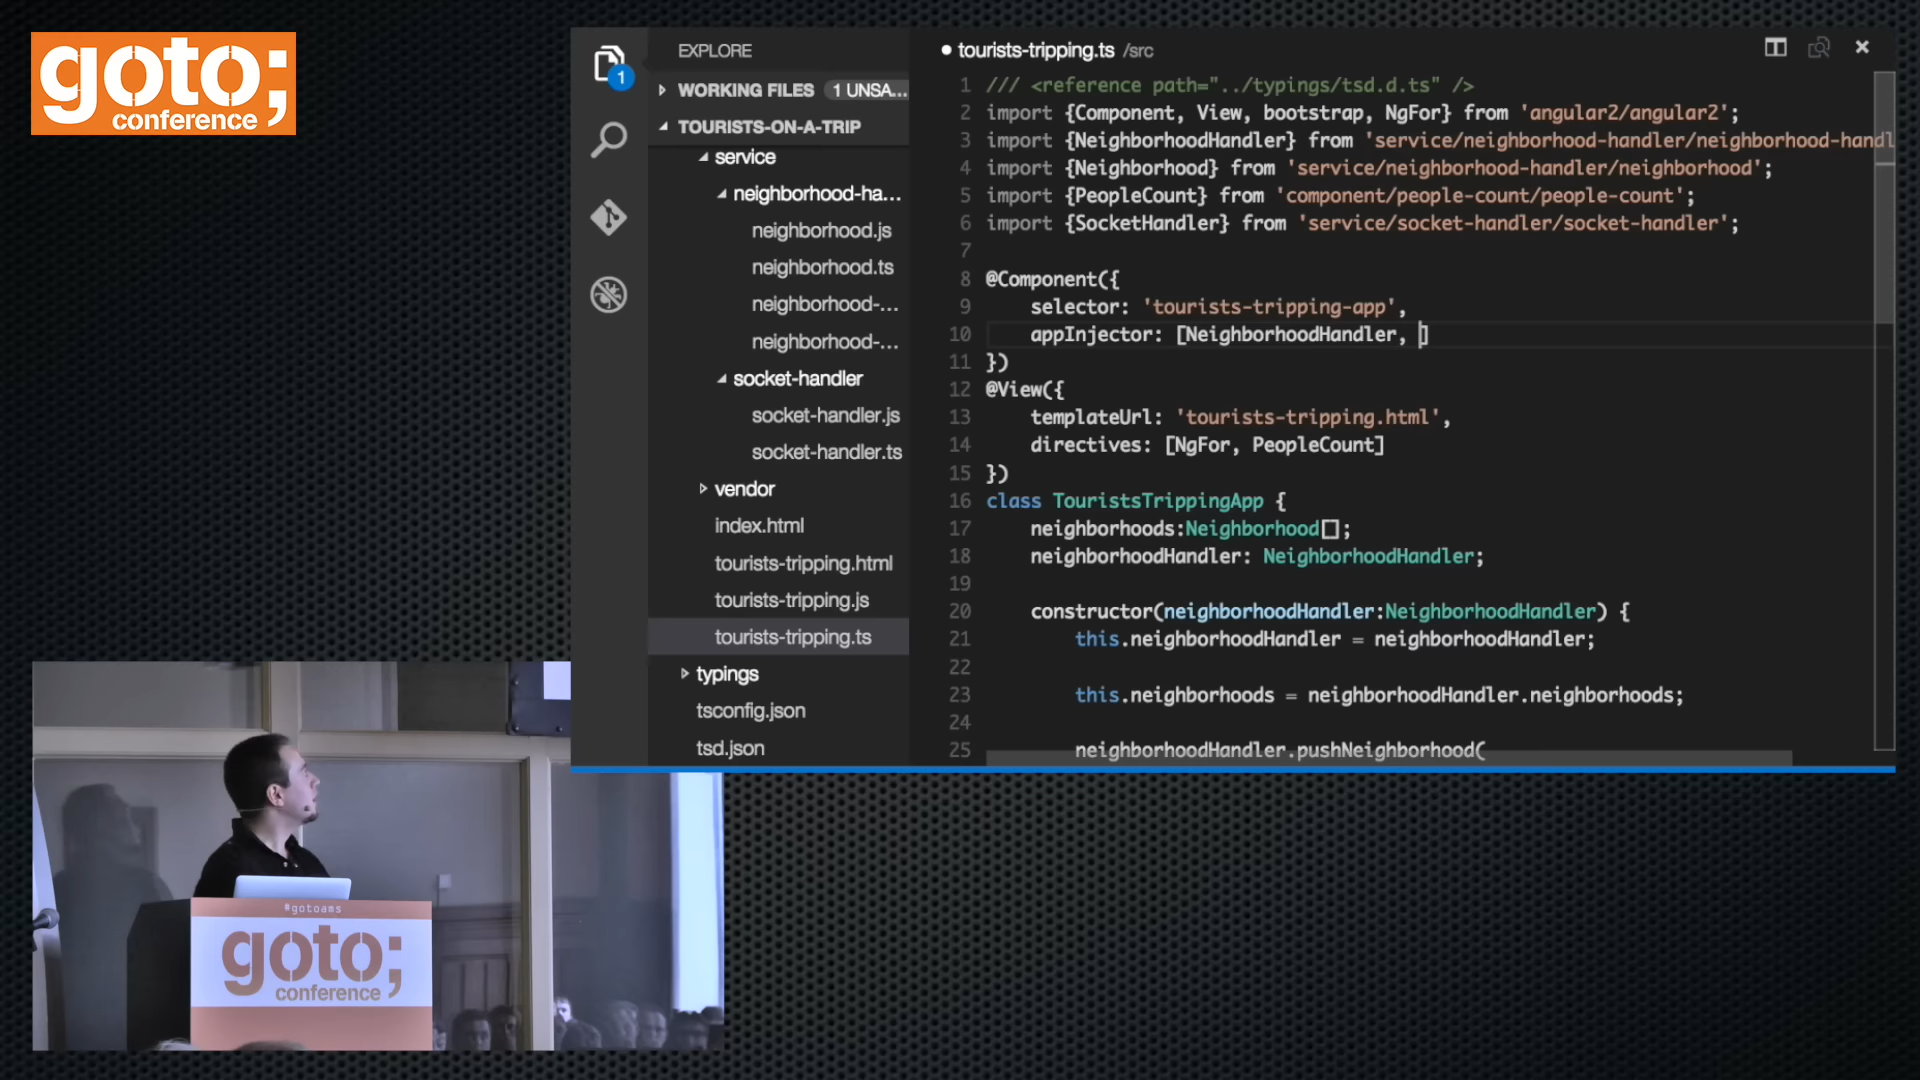 goto;
conference
EXPLORE
WORKING FILES 1 UNSA...
TOURISTS-ON-A-TRIP
service
neighborhood-ha...
neighborhood.js
neighborhood.ts
neighborhood-...
neighborhood-...
socket-handler
socket-handler.js
socket-handler.ts
vendor
index.html
tourists-tripping.html
tourists-tripping.js
tourists-tripping.ts
typings
tsconfig.json
tsd.json
1
tourists-tripping.ts /src
1 /// <reference path="../typings/tsd.d.ts" />
2 import {Component, View, bootstrap, NgFor} from 'angular2/angular2';
3 import {NeighborhoodHandler} from 'service/neighborhood-handler/neighborhood-handl
4 import {Neighborhood} from 'service/neighborhood-handler/neighborhood';
5 import {PeopleCount} from 'component/people-count/people-count';
6 import {SocketHandler} from 'service/socket-handler/socket-handler';
7
8 @Component({
9 selector: 'tourists-tripping-app',
10 appInjector: [NeighborhoodHandler, ]
11 })
12 @View({
13 templateUrl: 'tourists-tripping.html',
14 directives: [NgFor, PeopleCount]
15 })
16 class TouristsTrippingApp {
17 neighborhoods:Neighborhood[];
18 neighborhoodHandler: NeighborhoodHandler;
19
20 constructor(neighborhoodHandler:NeighborhoodHandler) {
21 this.neighborhoodHandler = neighborhoodHandler;
22
23 this.neighborhoods = neighborhoodHandler.neighborhoods;
24
25 neighborhoodHandler.pushNeighborhood(
#gotoams
goto;
conference